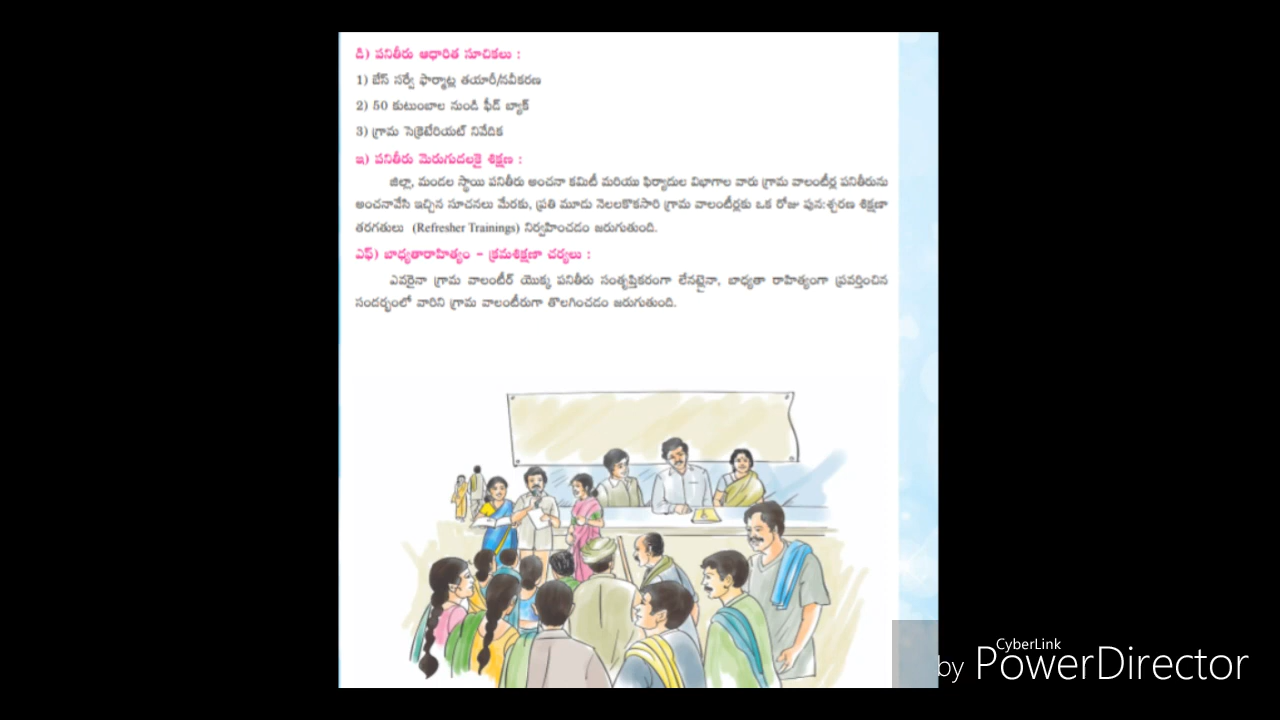 డి) పనితీరు ఆధారిత సూచికలు :
1) బేస్ సర్వే ఫార్మాట్ల తయారీ/నవీకరణ
2) 50 కుటుంబాల నుండి ఫీడ్ బ్యాక్
3) గ్రామ సెక్రెటేరియట్ నివేదిక
ఇ) పనితీరు మెరుగుదలకై శిక్షణ :
జిల్లా, మండల స్థాయి పనితీరు అంచనా కమిటీ మరియు ఫిర్యాదుల విభాగాల వారు గ్రామ వాలంటీర్ల పనితీరును
అంచనావేసి ఇచ్చిన సూచనలు మేరకు, ప్రతి మూడు నెలలకొకసారి గ్రామ వాలంటీర్లకు ఒక రోజు పునఃశ్చరణ శిక్షణా
తరగతులు (Refresher Trainings) నిర్వహించడం జరుగుతుంది.
ఎఫ్) బాధ్యతారాహిత్యం - క్రమశిక్షణా చర్యలు :
ఎవరైనా గ్రామ వాలంటీర్ యొక్క పనితీరు సంతృప్తికరంగా లేనట్లైనా, బాధ్యతా రాహిత్యంగా ప్రవర్తించిన
సందర్భంలో వారిని గ్రామ వాలంటీరుగా తొలగించడం జరుగుతుంది.
CyberLink
by PowerDirector